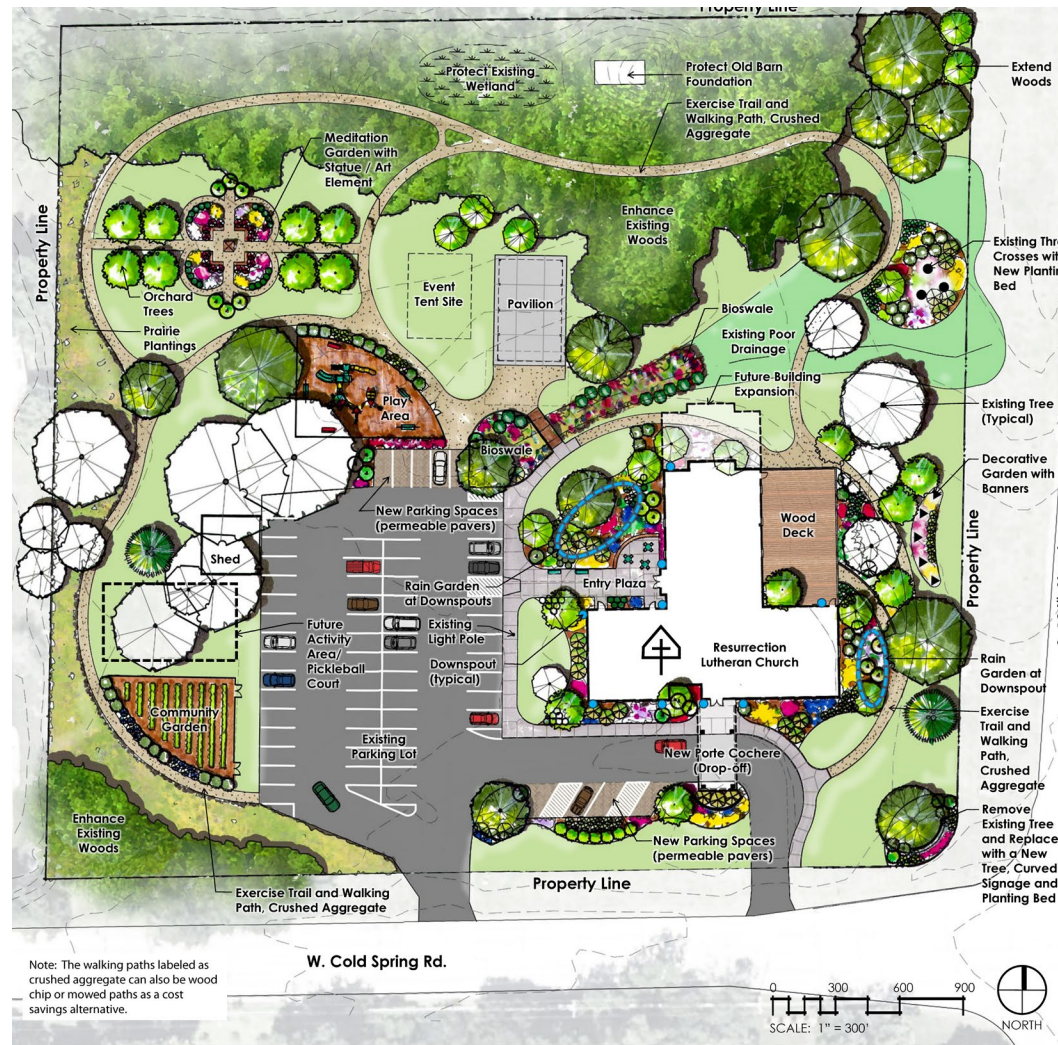 Property Line
Protect Existing
Wetland
Protect Old Barn
Foundation
Extend
Woods
Exercise Trail and
Walking Path, Crushed
Aggregate
Meditation
Garden with
Statue / Art
Element
Property Line
Enhance
Existing
Woods
Existing Thr
Crosses wit
New Planti
Bed
Event
Tent Site
Pavilion
Orchard
Trees
Bioswale
Prairie
Plantings
Existing Poor
Drainage
Future Building
Expansion
Play
Area
Existing Tree
(Typical)
Bioswale
Decorative
Garden with
Banners
New Parking Spaces
(permeable pavers)
Wood
Deck
Property Line
Shed
Rain Garden
at Downspouts
Entry Plaza
Future
Activity
Area/
Pickleball
Court
Existing
Light Pole
Downspout
(typical)
Resurrection
Lutheran Church
Rain
Garden at
Downspout
Community
Garden
Existing
Parking Lot
New Porte Cochere
(Drop-off)
Exercise
Trail and
Walking
Path,
Crushed
Aggregate
Enhance
Existing
Woods
New Parking Spaces
(permeable pavers)
Remove
Existing Tree
and Replace
with a New
Tree, Curved
Signage and
Planting Bed
Exercise Trail and Walking
Path, Crushed Aggregate
Property Line
W. Cold Spring Rd.
Note: The walking paths labeled as
crushed aggregate can also be wood
chip or mowed paths as a cost
savings alternative.
0 300 600 900
SCALE: 1" = 300'
NORTH